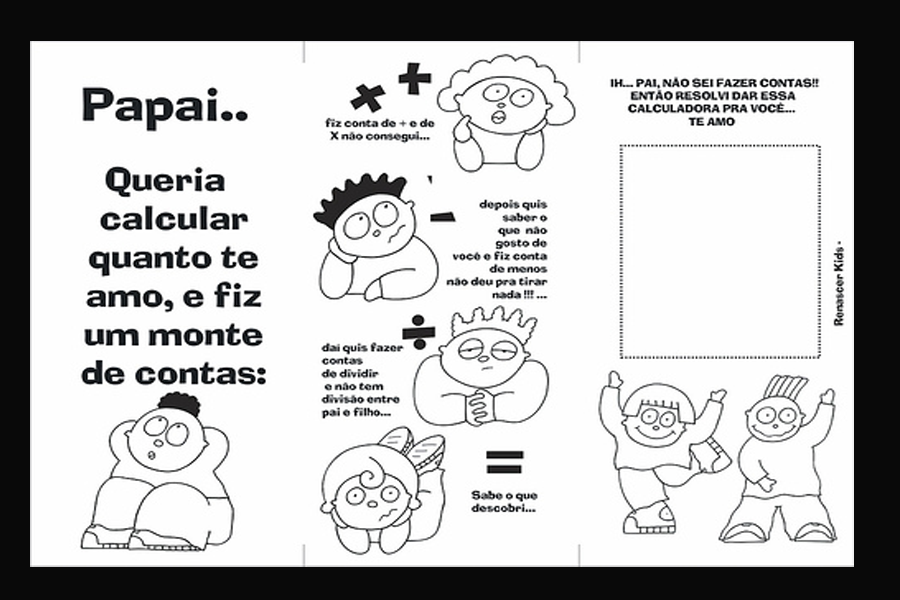 Papai..
Queria
calcular
quanto te
amo, e fiz
um monte
de contas:
fiz conta de + e de
X não consegui...
depois quis
saber o
que não
gosto de
você e fiz conta
de menos
não deu pra tirar
nada !!! ...
dai quis fazer
contas
de dividir
e não tem
divisão entre
pai e filho...
Sabe o que
descobri...
IH... PAI, NÃO SEI FAZER CONTAS!!
ENTÃO RESOLVI DAR ESSA
CALCULADORA PRA VOCÊ...
TE AMO
Renascer Kids -